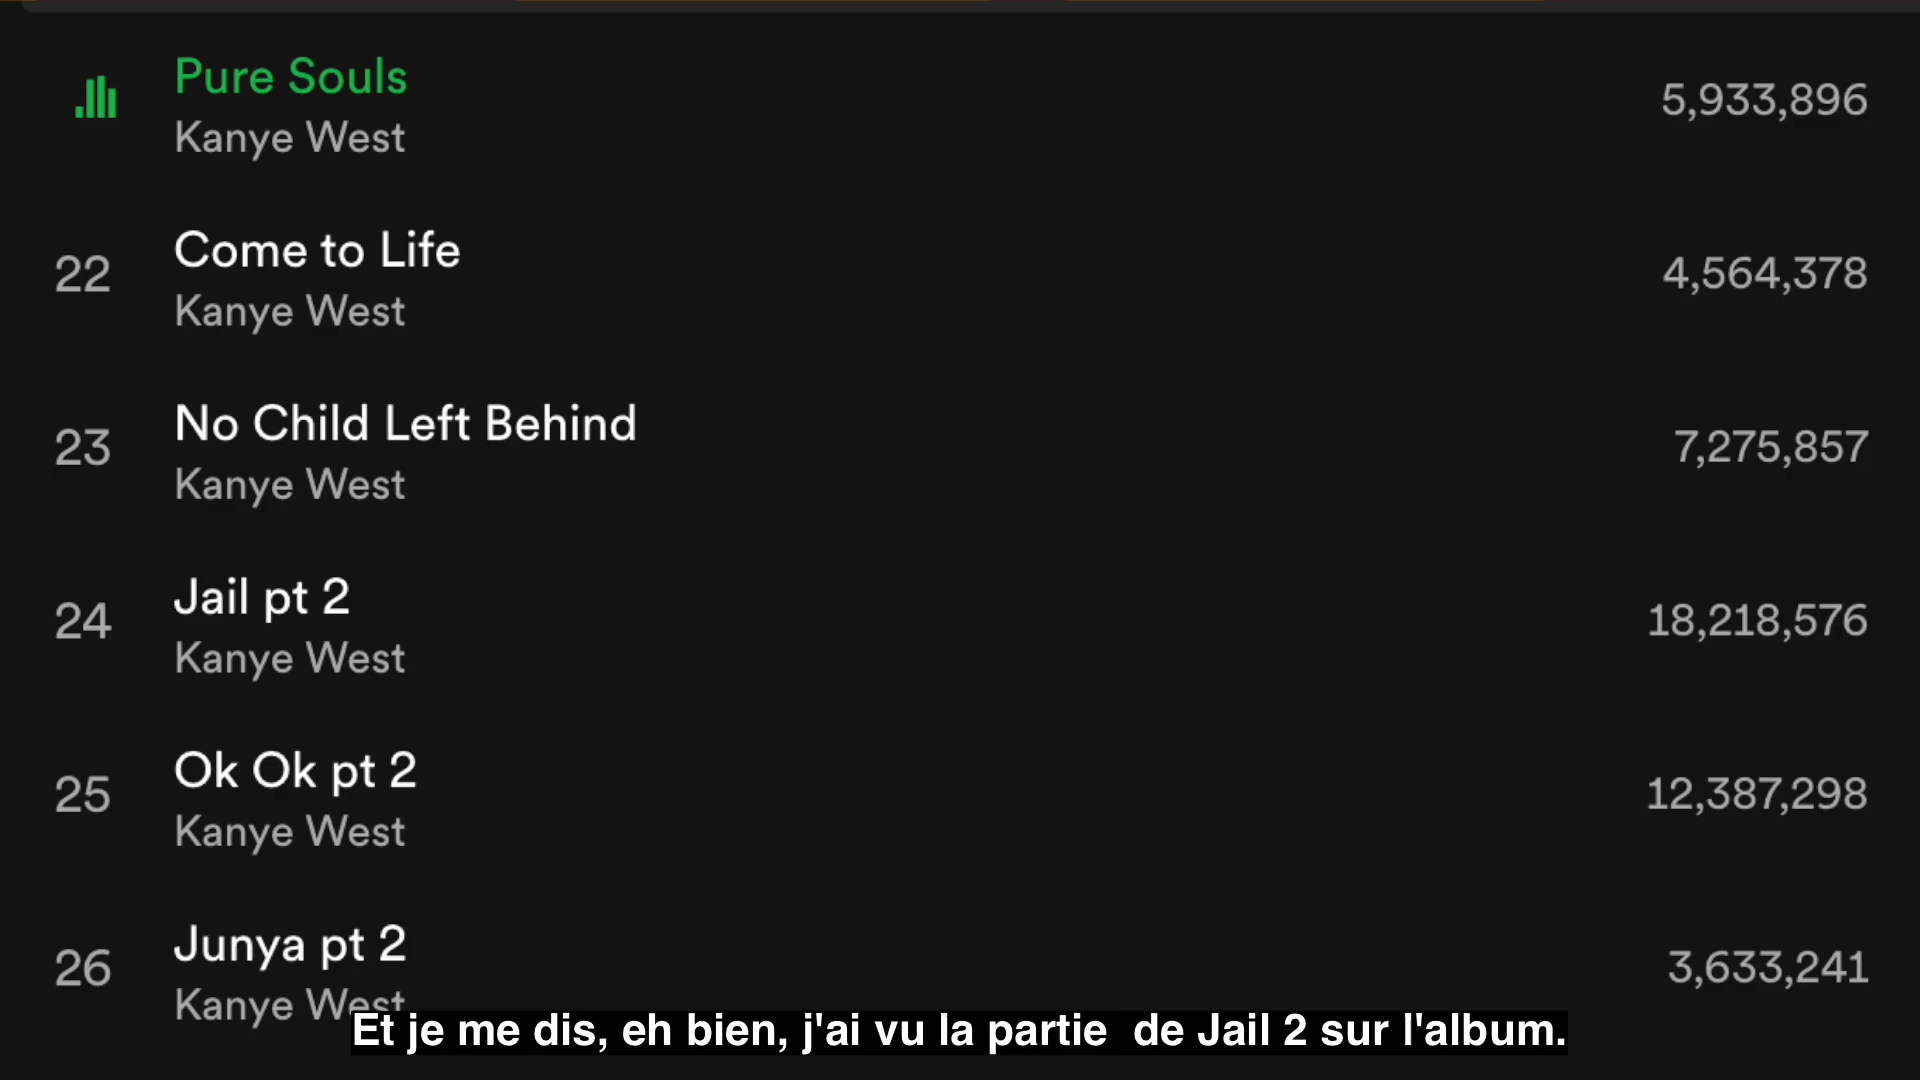 Pure Souls
Kanye West
5,933,896
22
Come to Life
Kanye West
4,564,378
23
No Child Left Behind
Kanye West
7,275,857
24
Jail pt 2
Kanye West
18,218,576
25
Ok Ok pt 2
Kanye West
12,387,298
26
Junya pt 2
Kanye West
3,633,241
Et je me dis, eh bien, j'ai vu la partie  de Jail 2 sur l'album.